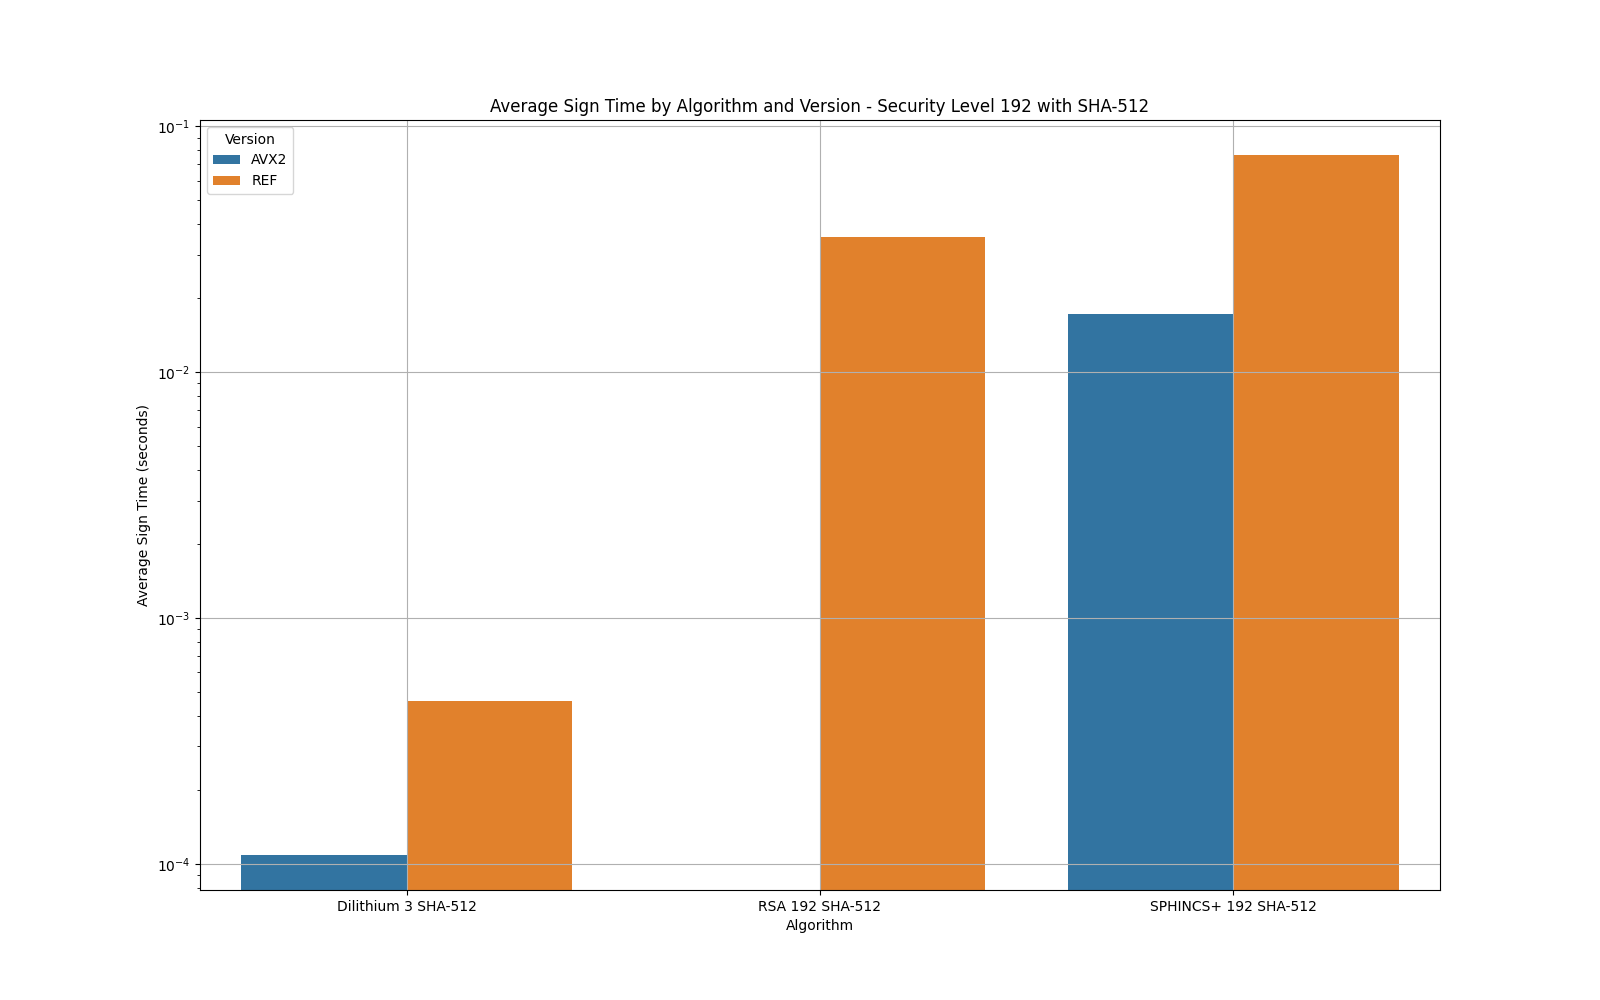 Average Sign Time by Algorithm and Version - Security Level 192 with SHA-512
Version
AVX2
REF
Average Sign Time (seconds)
10⁻¹
10⁻²
10⁻³
10⁻⁴
Dilithium 3 SHA-512
RSA 192 SHA-512
SPHINCS+ 192 SHA-512
Algorithm